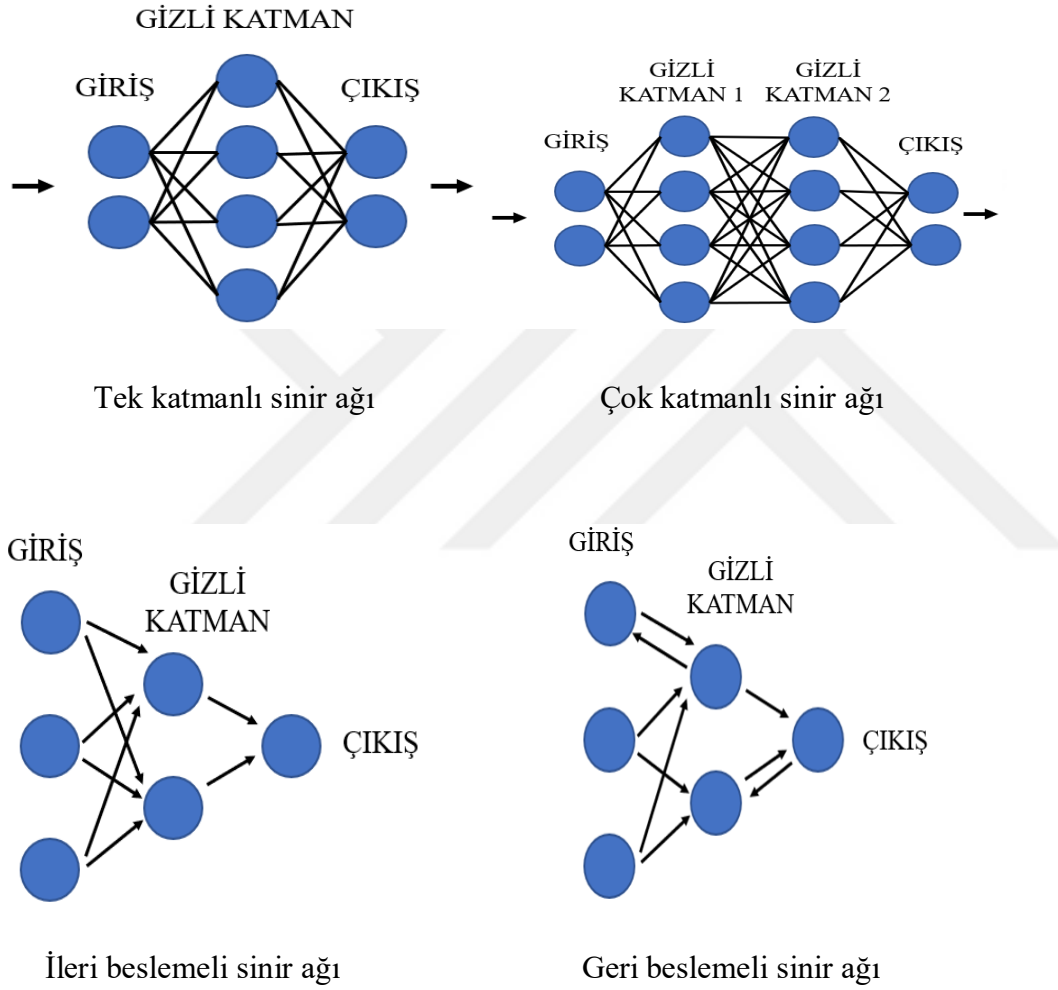 GİZLİ KATMAN
GİRİŞ
ÇIKIŞ
GİZLİ
KATMAN 1
GİZLİ
KATMAN 2
GİRİŞ
ÇIKIŞ
Tek katmanlı sinir ağı
Çok katmanlı sinir ağı
GİRİŞ
GİZLİ
KATMAN
ÇIKIŞ
GİRİŞ
GİZLİ
KATMAN
ÇIKIŞ
İleri beslemeli sinir ağı
Geri beslemeli sinir ağı